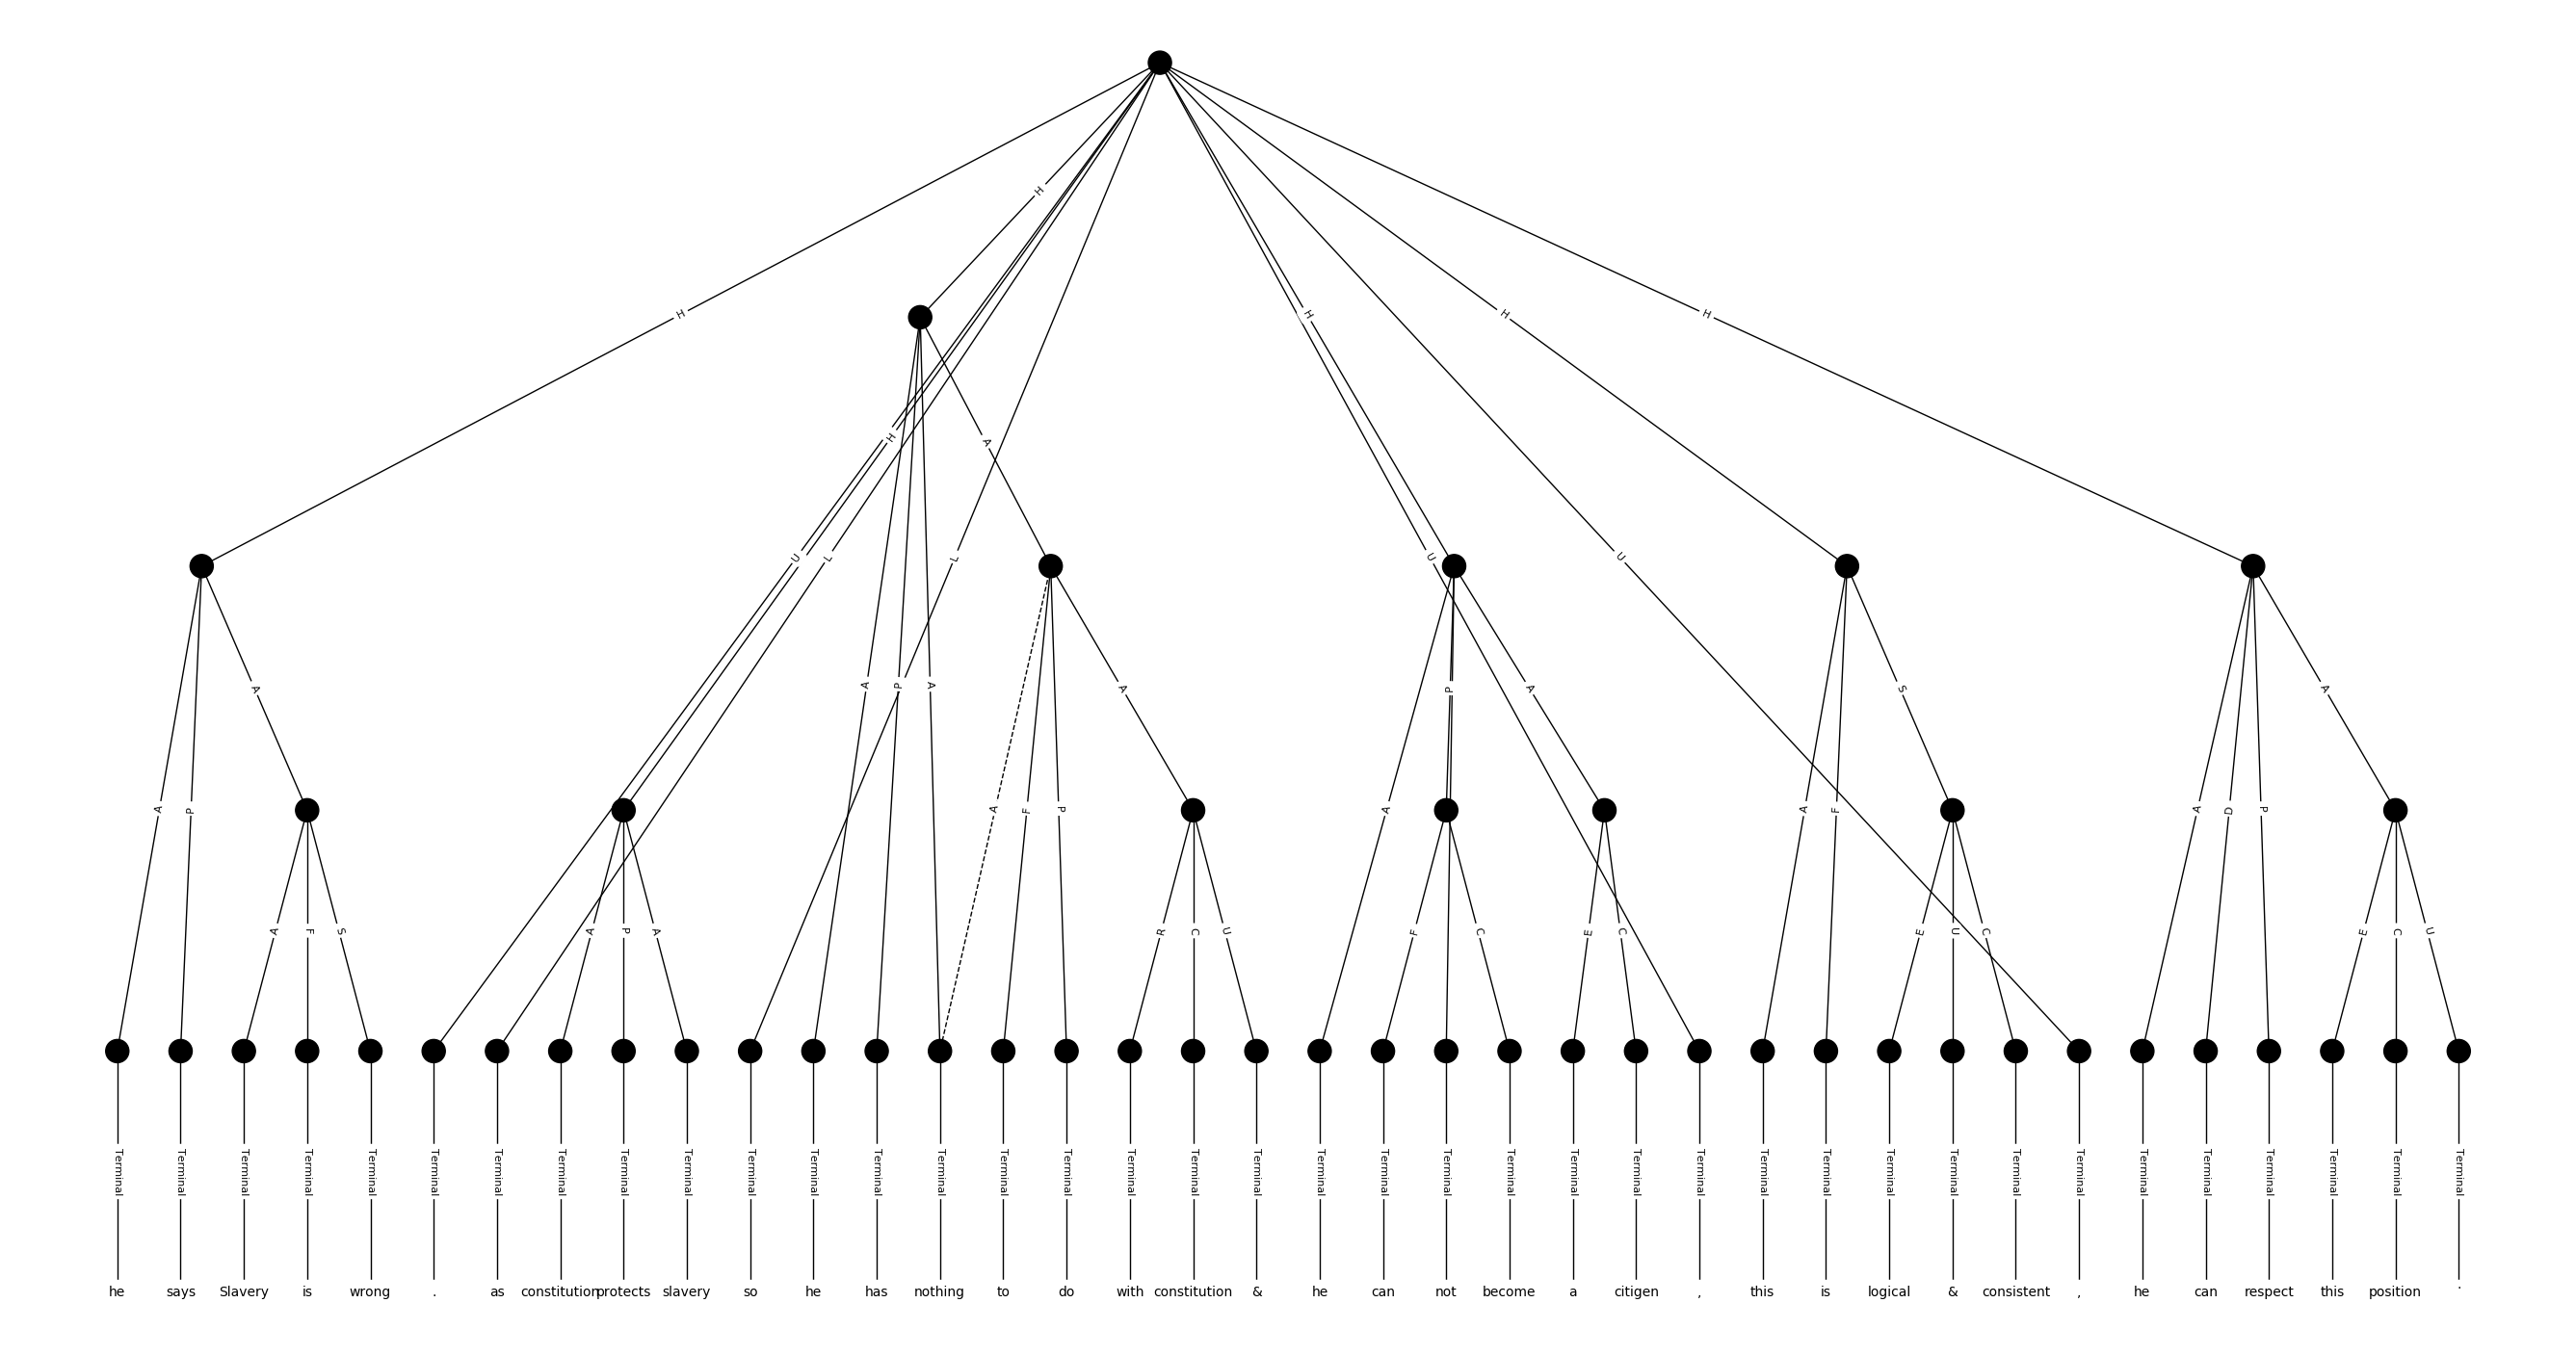 H
H
H
H
H
H
A
H
U
L
L
U
U
A
A
P
A
P
A
A
S
A
A
P
A
F
P
A
A
F
A
D
P
A
F
S
A
P
A
R
C
U
F
C
E
C
E
U
C
E
C
U
Terminal Terminal Terminal Terminal Terminal Terminal Terminal Terminal Terminal Terminal Terminal Terminal Terminal Terminal Terminal Terminal Terminal Terminal Terminal Terminal Terminal Terminal Terminal Terminal Terminal Terminal Terminal Terminal Terminal Terminal Terminal Terminal Terminal Terminal Terminal Terminal Terminal Terminal
he says Slavery is wrong . as constitution protects slavery so he has nothing to do with constitution & he can not become a citigen , this is logical & consistent , he can respect this position .